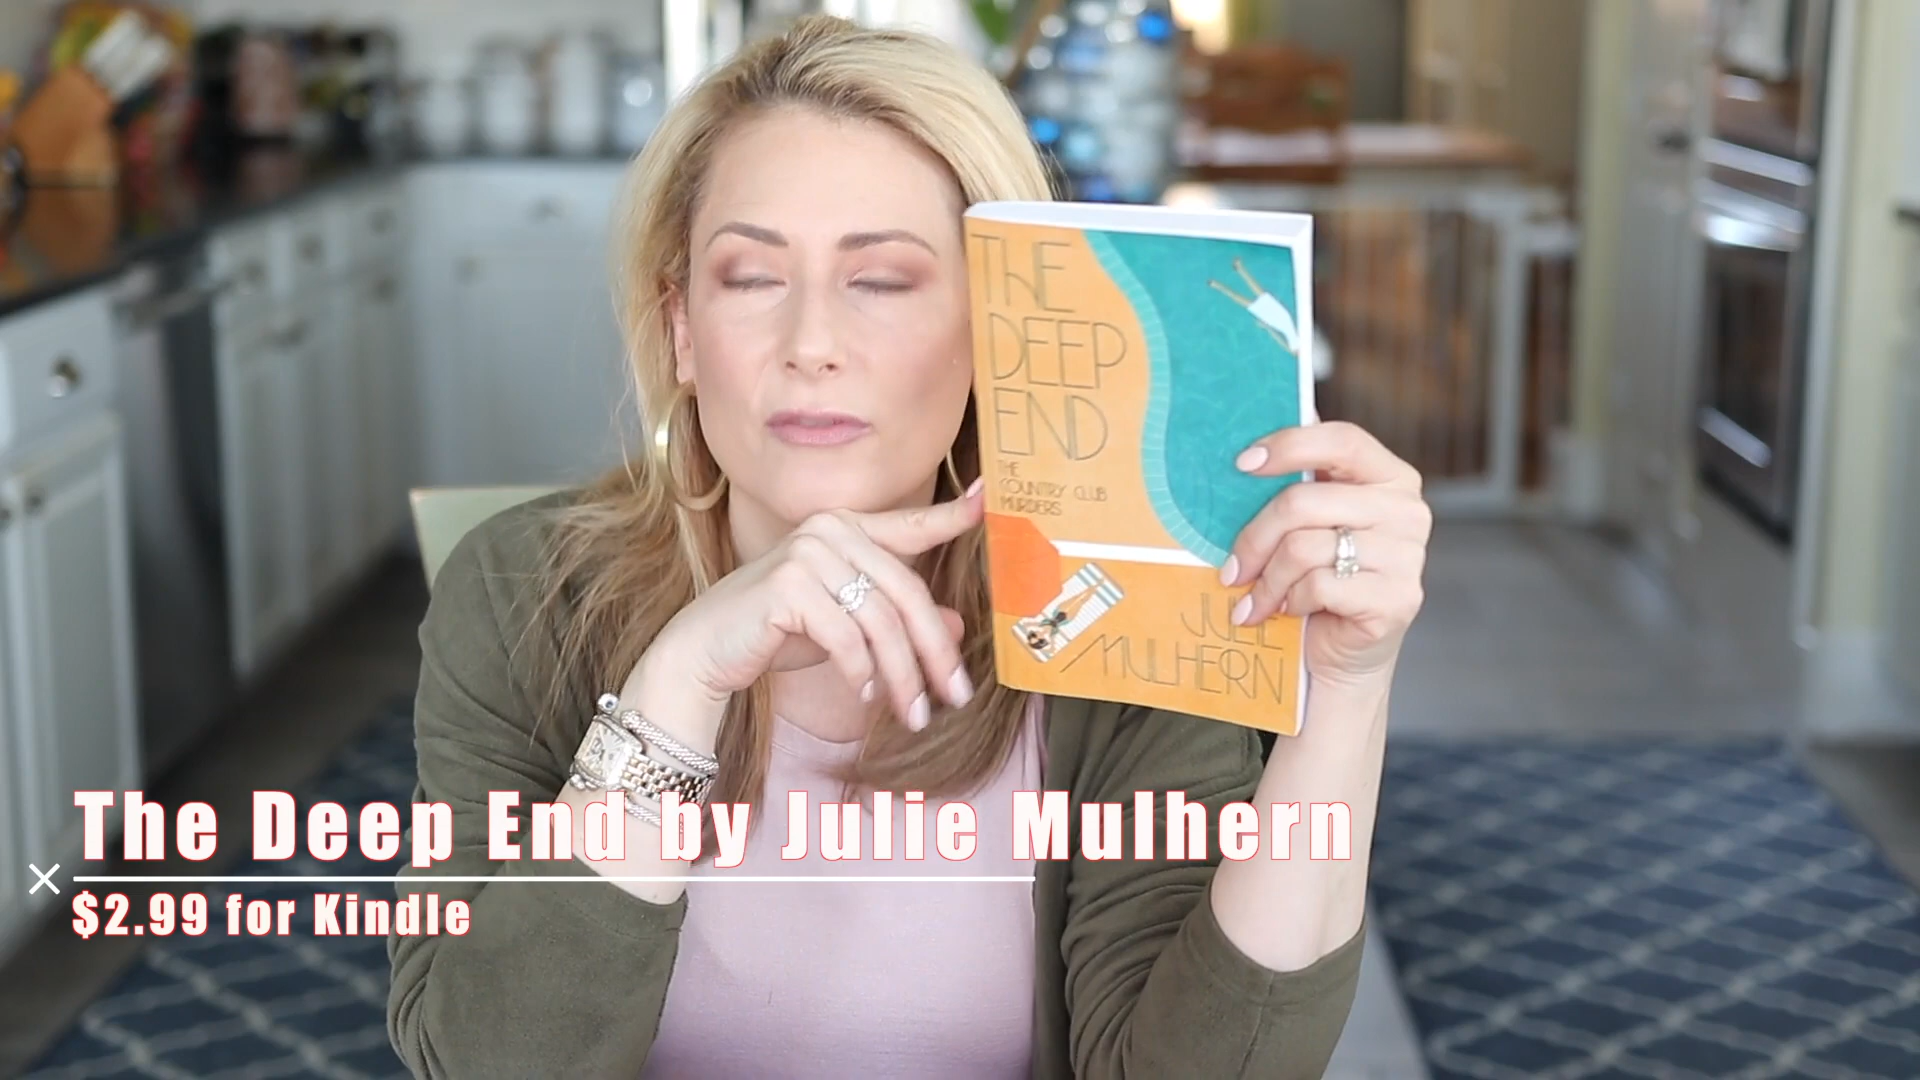 THE
DEEP
END
THE
COUNTRY CLUB
MURDERS
JULIE
MULHERN
The Deep End by Julie Mulhern
$2.99 for Kindle